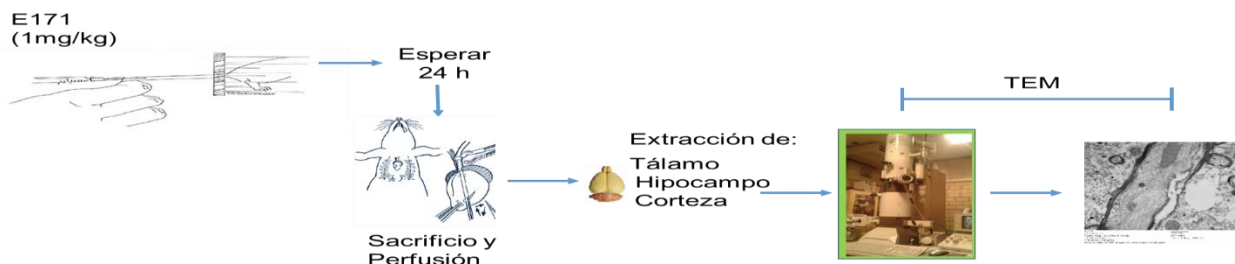 E171
(1mg/kg)
Esperar
24 h
TEM
Extracción de:
Tálamo
Hipocampo
Corteza
Sacrificio y
Perfusión